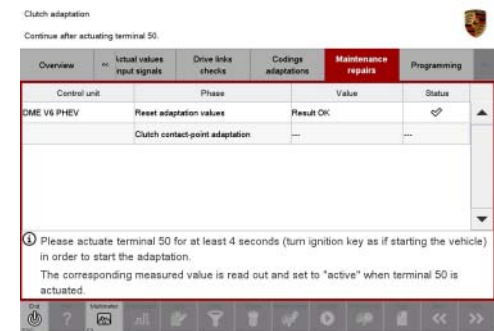 Clutch adaptation
Continue after actuating terminal 50.
Overview << Actual values input signals Drive links checks Codings adaptations Maintenance repairs Programming
Control unit Phase Value Status
DME V6 PHEV Reset adaptation values Result OK
Clutch contact-point adaptation --- ---
Please actuate terminal 50 for at least 4 seconds (turn ignition key as if starting the vehicle)
in order to start the adaptation.
The corresponding measured value is read out and set to "active" when terminal 50 is
actuated.
Multimeter
? << >>